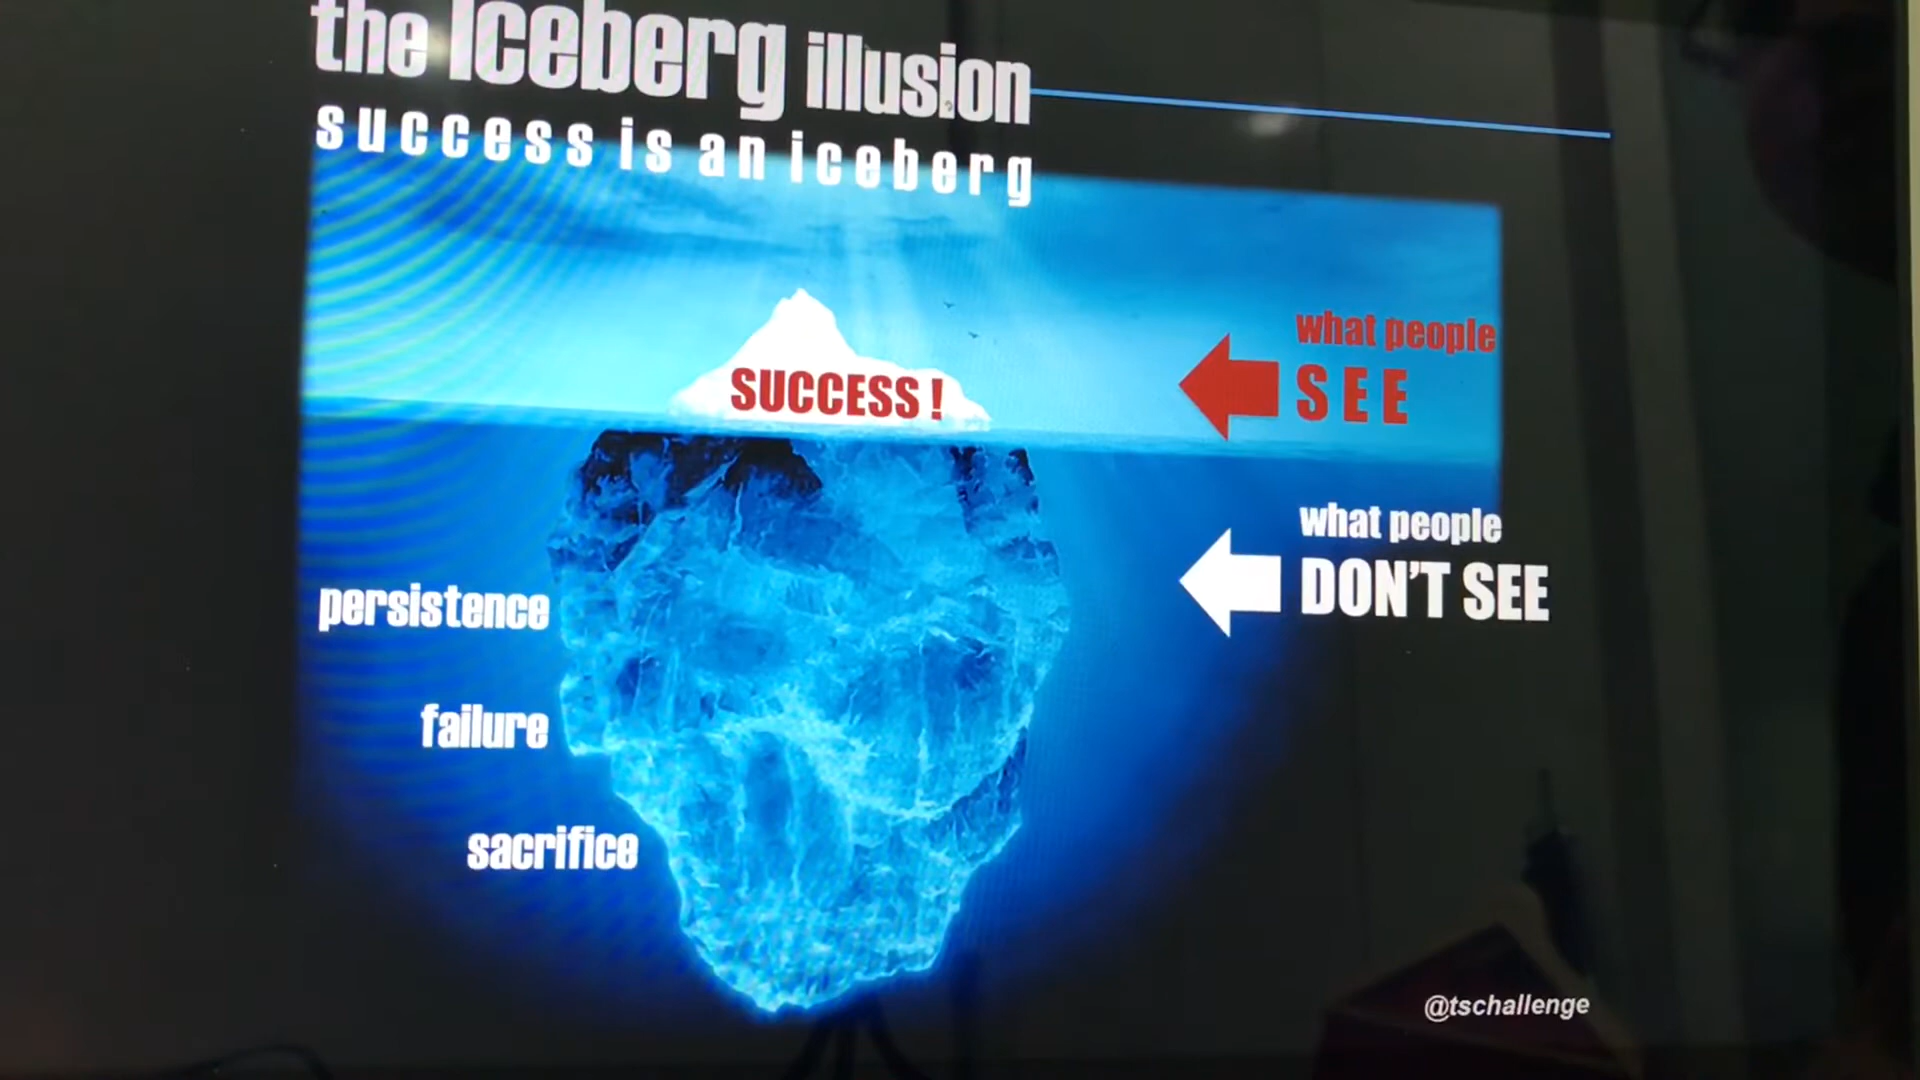 the Iceberg illusion
success is an iceberg
SUCCESS !
what people
SEE
what people
DON'T SEE
persistence
failure
sacrifice
@tschallenge